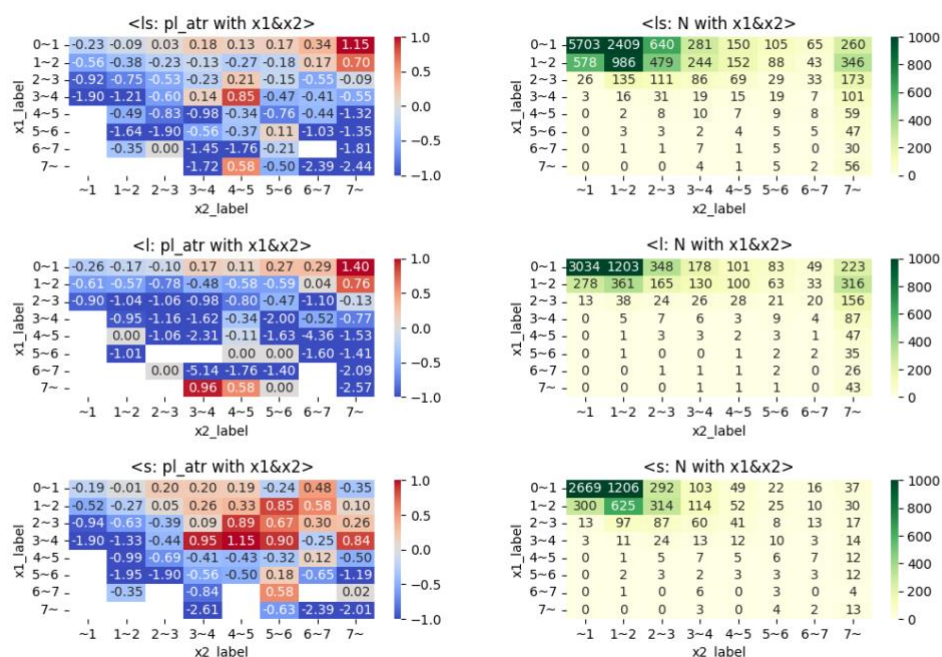 <ls: pl_atr with x1&x2>
0~1 -0.23 -0.09 0.03 0.18 0.13 0.17 0.34 1.15
1~2 -0.56 -0.38 -0.23 -0.13 -0.27 -0.18 0.17 0.70
2~3 -0.92 -0.75 -0.53 -0.23 0.21 -0.15 -0.55 -0.09
3~4 -1.90 -1.21 -0.60 0.14 0.85 -0.47 -0.41 -0.55
4~5 -0.49 -0.83 -0.98 -0.34 -0.76 -0.44 -1.32
5~6 -1.64 -1.90 -0.56 -0.37 0.11 -1.03 -1.35
6~7 -0.35 0.00 -1.45 -1.76 -0.21 -1.81
7~ -1.72 0.58 -0.50 -2.39 -2.44
~1 1~2 2~3 3~4 4~5 5~6 6~7 7~
x2_label
x1_label
1.0
0.5
0.0
-0.5
-1.0
<ls: N with x1&x2>
0~1 5703 2409 640 281 150 105 65 260
1~2 578 986 479 244 152 88 43 346
2~3 26 135 111 86 69 29 33 173
3~4 3 16 31 19 15 19 7 101
4~5 0 2 8 10 7 9 8 59
5~6 0 3 3 2 4 5 5 47
6~7 0 1 1 7 1 5 0 30
7~ 0 0 0 4 1 5 2 56
~1 1~2 2~3 3~4 4~5 5~6 6~7 7~
x2_label
x1_label
1000
800
600
400
200
0
<l: pl_atr with x1&x2>
0~1 -0.26 -0.17 -0.10 0.17 0.11 0.27 0.29 1.40
1~2 -0.61 -0.57 -0.78 -0.48 -0.58 -0.59 0.04 0.76
2~3 -0.90 -1.04 -1.06 -0.98 -0.80 -0.47 -1.10 -0.13
3~4 -0.95 -1.16 -1.62 -0.34 -2.00 -0.52 -0.77
4~5 0.00 -1.06 -2.31 -0.11 -1.63 -4.36 -1.53
5~6 -1.01 0.00 0.00 -1.60 -1.41
6~7 0.00 -5.14 -1.76 -1.40 -2.09
7~ 0.96 0.58 0.00 -2.57
~1 1~2 2~3 3~4 4~5 5~6 6~7 7~
x2_label
x1_label
1.0
0.5
0.0
-0.5
-1.0
<l: N with x1&x2>
0~1 3034 1203 348 178 101 83 49 223
1~2 278 361 165 130 100 63 33 316
2~3 13 38 24 26 28 21 20 156
3~4 0 5 7 6 3 9 4 87
4~5 0 1 3 3 2 3 1 47
5~6 0 1 0 0 1 2 2 35
6~7 0 0 1 1 1 2 0 26
7~ 0 0 0 1 1 1 0 43
~1 1~2 2~3 3~4 4~5 5~6 6~7 7~
x2_label
x1_label
1000
800
600
400
200
0
<s: pl_atr with x1&x2>
0~1 -0.19 -0.01 0.20 0.20 0.19 -0.24 0.48 -0.35
1~2 -0.52 -0.27 0.05 0.26 0.33 0.85 0.58 0.10
2~3 -0.94 -0.63 -0.39 0.09 0.89 0.67 0.30 0.26
3~4 -1.90 -1.33 -0.44 0.95 1.15 0.90 -0.25 0.84
4~5 -0.99 -0.69 -0.41 -0.43 -0.32 0.12 -0.50
5~6 -1.95 -1.90 -0.56 -0.50 0.18 -0.65 -1.19
6~7 -0.35 -0.84 0.58 0.02
7~ -2.61 -0.63 -2.39 -2.01
~1 1~2 2~3 3~4 4~5 5~6 6~7 7~
x2_label
x1_label
1.0
0.5
0.0
-0.5
-1.0
<s: N with x1&x2>
0~1 2669 1206 292 103 49 22 16 37
1~2 300 625 314 114 52 25 10 30
2~3 13 97 87 60 41 8 13 17
3~4 3 11 24 13 12 10 3 14
4~5 0 1 5 7 5 6 7 12
5~6 0 2 3 2 3 3 3 12
6~7 0 1 0 6 0 3 0 4
7~ 0 0 0 3 0 4 2 13
~1 1~2 2~3 3~4 4~5 5~6 6~7 7~
x2_label
x1_label
1000
800
600
400
200
0